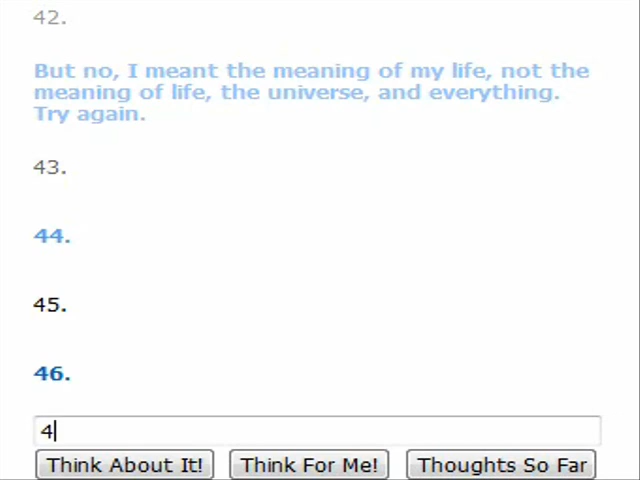 42.
But no, I meant the meaning of my life, not the
meaning of life, the universe, and everything.
Try again.
43.
44.
45.
46.
4
Think About It! Think For Me! Thoughts So Far